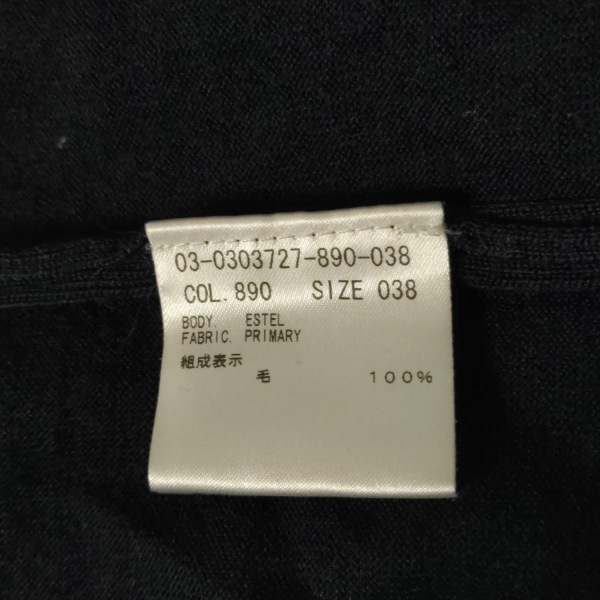 03-0303727-890-038
COL. 890 SIZE 038
BODY. ESTEL
FABRIC. PRIMARY
組成表示
毛 100%